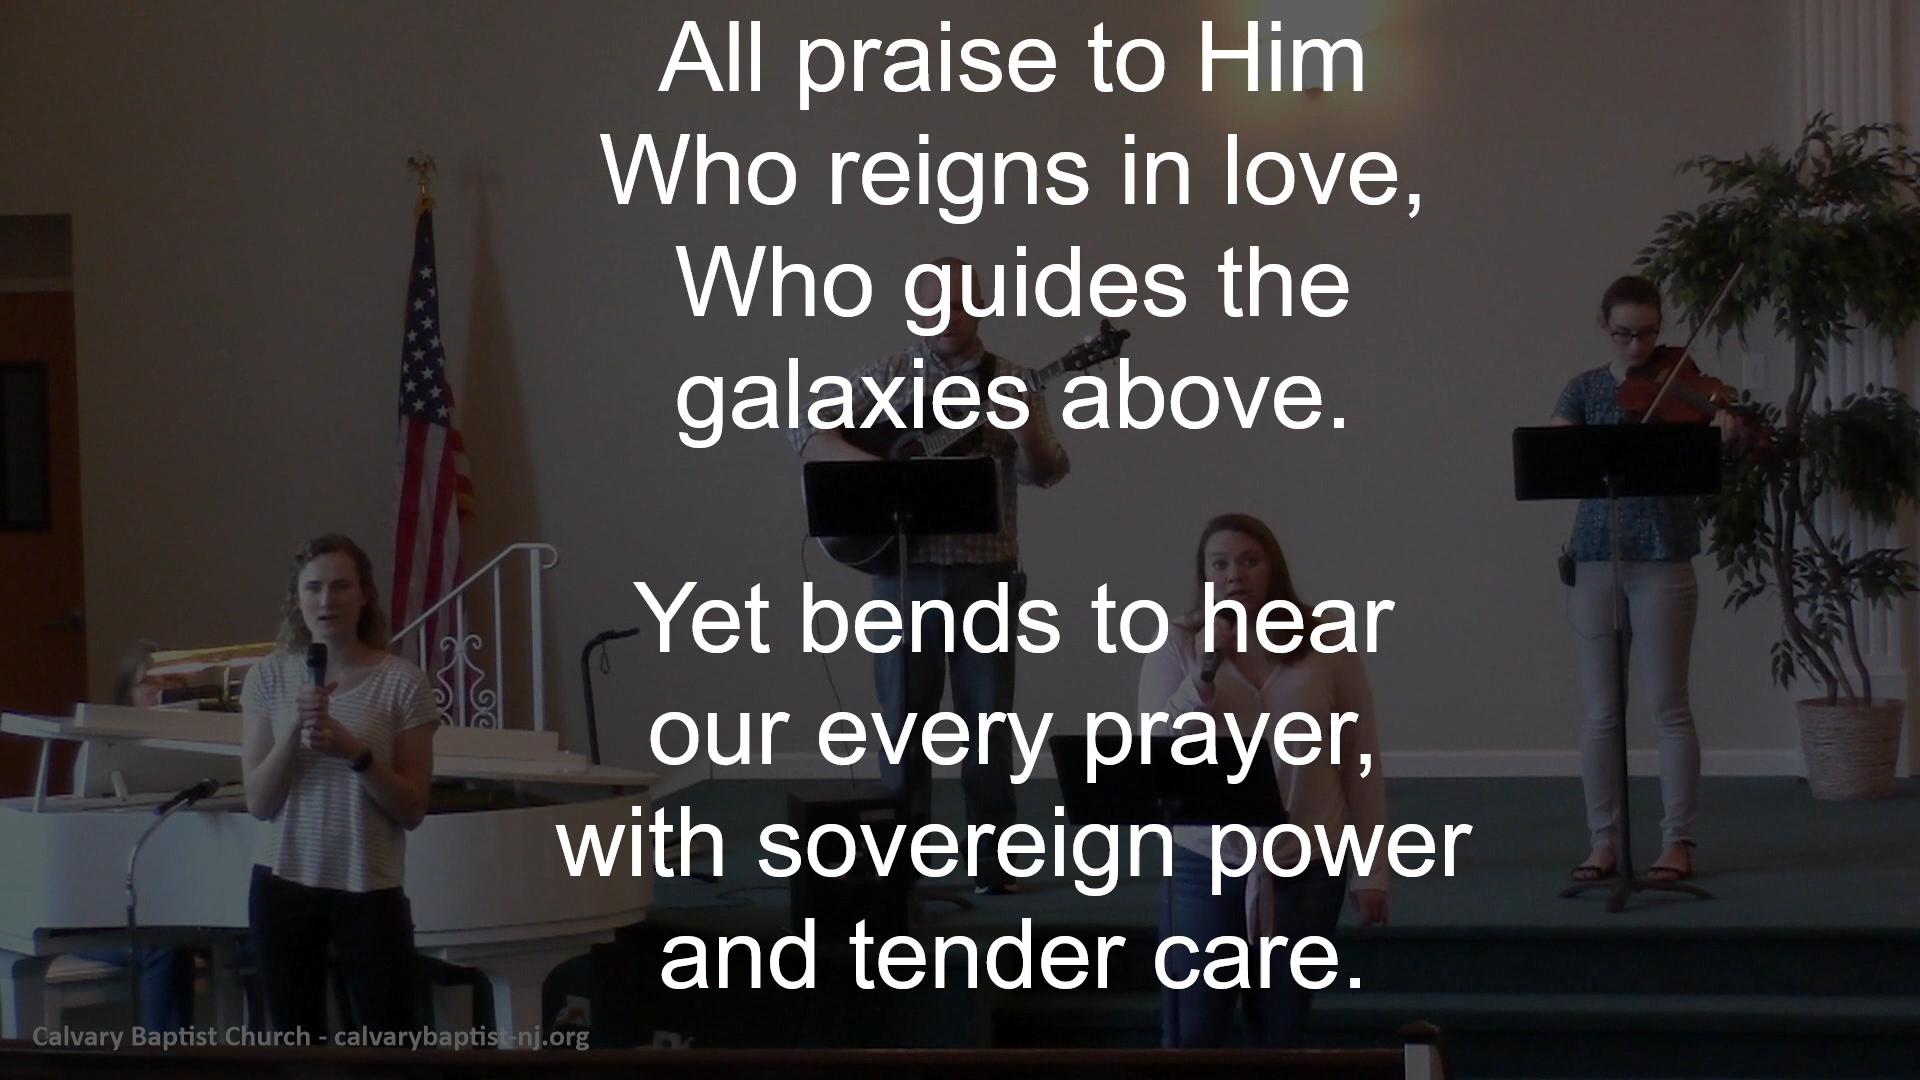 All praise to Him
Who reigns in love,
Who guides the
galaxies above.
Yet bends to hear
our every prayer,
with sovereign power
and tender care.
Calvary Baptist Church - calvarybaptist-nj.org